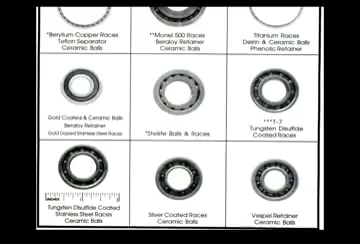 *Berylium Copper Races
Teflon Separator
Ceramic Balls
**Monel 500 Races
Beraloy Retainer
Ceramic Balls
Titanium Races
Delrin & Ceramic Balls
Phenolic Retainer
Gold Coated & Ceramic Balls
Beraloy Retainer
Gold Doped Stainless Steel Races
*Stellite Balls & Races
***T-7
Tungsten Disulfide
Coated Races
INCHES 1
Tungsten Disulfide Coated
Stainless Steel Races
Ceramic Balls
Silver Coated Races
Ceramic Balls
Vespel Retainer
Ceramic Balls